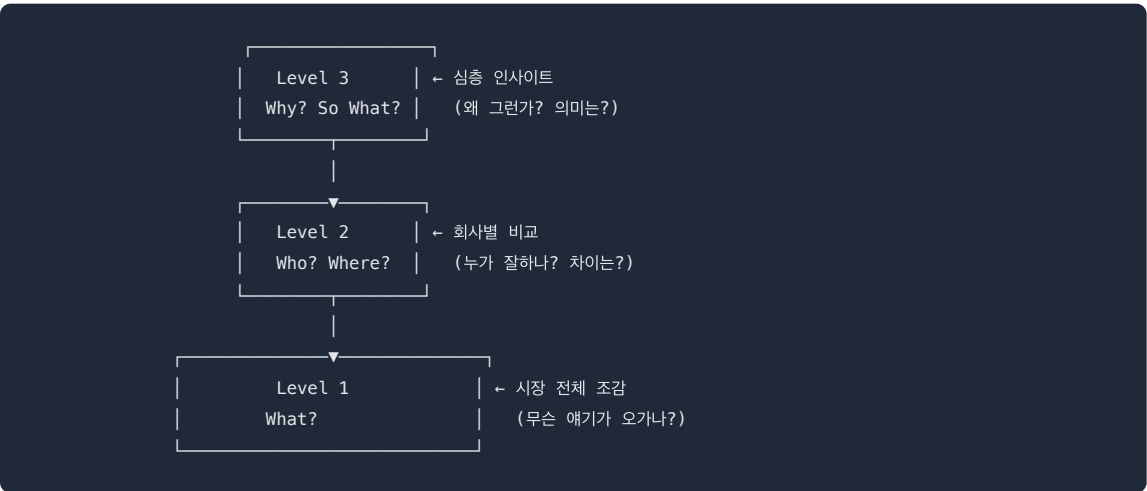 Level 3 ← 심층 인사이트
Why? So What? (왜 그런가? 의미는?)
Level 2 ← 회사별 비교
Who? Where? (누가 잘하나? 차이는?)
Level 1 ← 시장 전체 조감
What? (무슨 얘기가 오가나?)